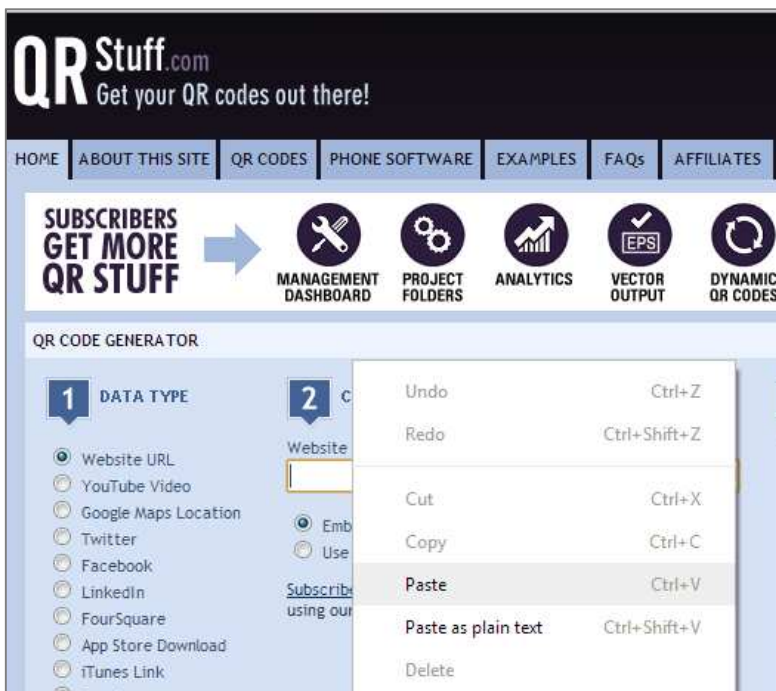 QR Stuff.com
Get your QR codes out there!
HOME ABOUT THIS SITE QR CODES PHONE SOFTWARE EXAMPLES FAQs AFFILIATES
SUBSCRIBERS
GET MORE
QR STUFF
MANAGEMENT
DASHBOARD
PROJECT
FOLDERS
ANALYTICS
EPS
VECTOR
OUTPUT
DYNAMIC
QR CODES
QR CODE GENERATOR
1 DATA TYPE
Website URL
YouTube Video
Google Maps Location
Twitter
Facebook
LinkedIn
FourSquare
App Store Download
iTunes Link
2 C
Website
Emb
Use
Subscribe
using our
Undo Ctrl+Z
Redo Ctrl+Shift+Z
Cut Ctrl+X
Copy Ctrl+C
Paste Ctrl+V
Paste as plain text Ctrl+Shift+V
Delete